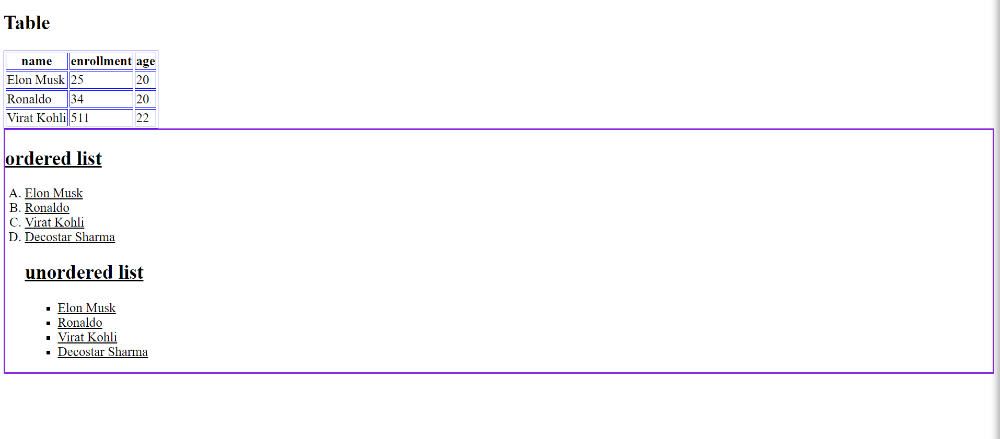 Table
name enrollment age
Elon Musk 25 20
Ronaldo 34 20
Virat Kohli 511 22
ordered list
A. Elon Musk
B. Ronaldo
C. Virat Kohli
D. Decostar Sharma
unordered list
▪ Elon Musk
▪ Ronaldo
▪ Virat Kohli
▪ Decostar Sharma